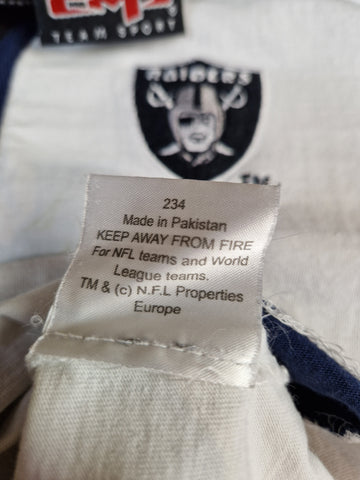 TEAM SPORT
RAIDERS
TM
234
Made in Pakistan
KEEP AWAY FROM FIRE
For NFL teams and World
League teams.
TM & (c) N.F.L Properties
Europe